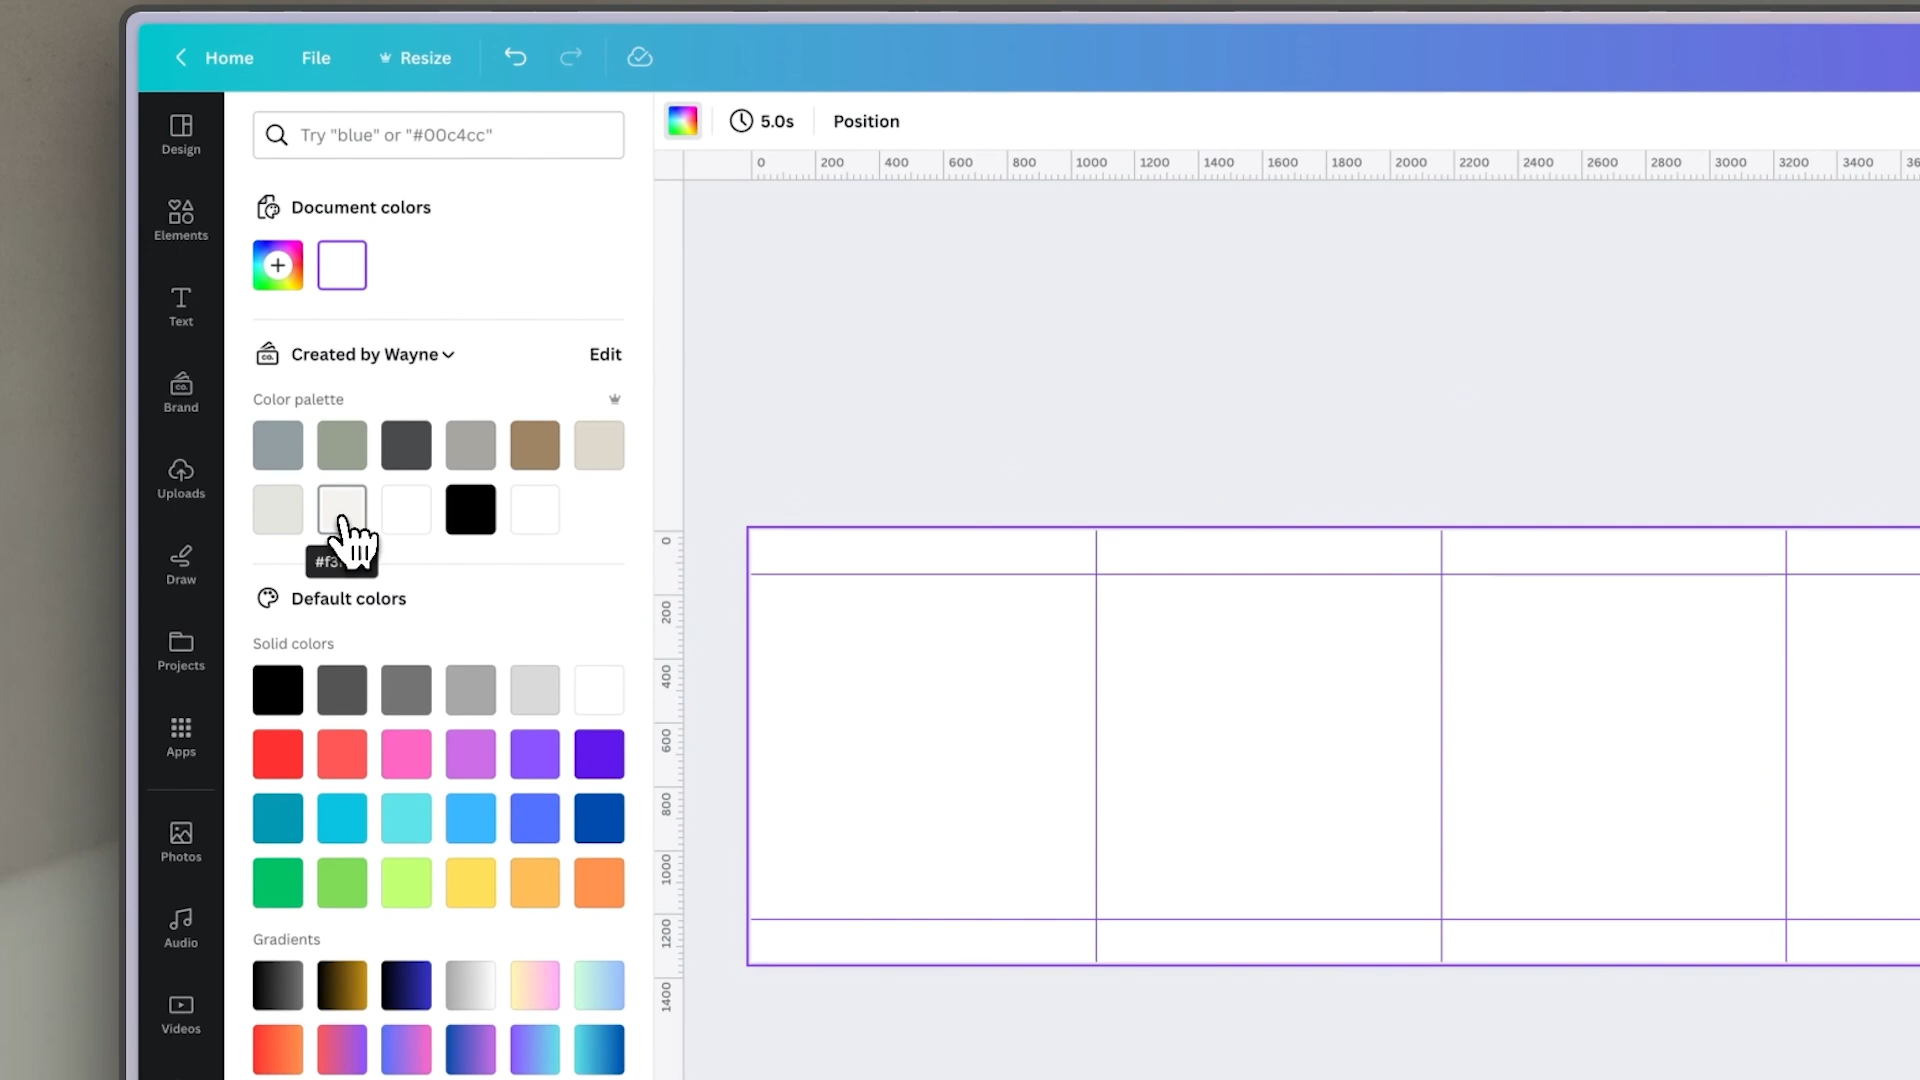 Home
File
Resize
Design
Elements
Text
Brand
Uploads
Draw
Projects
Apps
Photos
Audio
Videos
Try "blue" or "#00c4cc"
Document colors
CO.
Created by Wayne
Edit
Color palette
Default colors
Solid colors
Gradients
5.0s
Position
0 200 400 600 800 1000 1200 1400 1600 1800 2000 2200 2400 2600 2800 3000 3200 3400
0
200
400
600
800
1000
1200
1400